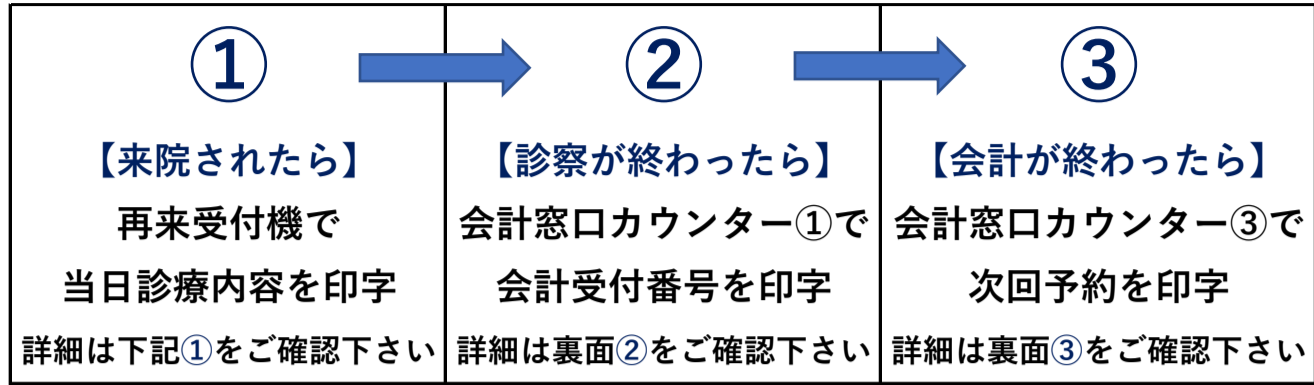 ①
【来院されたら】
再来受付機で
当日診療内容を印字
詳細は下記①をご確認下さい
②
【診察が終わったら】
会計窓口カウンター①で
会計受付番号を印字
詳細は裏面②をご確認下さい
③
【会計が終わったら】
会計窓口カウンター③で
次回予約を印字
詳細は裏面③をご確認下さい